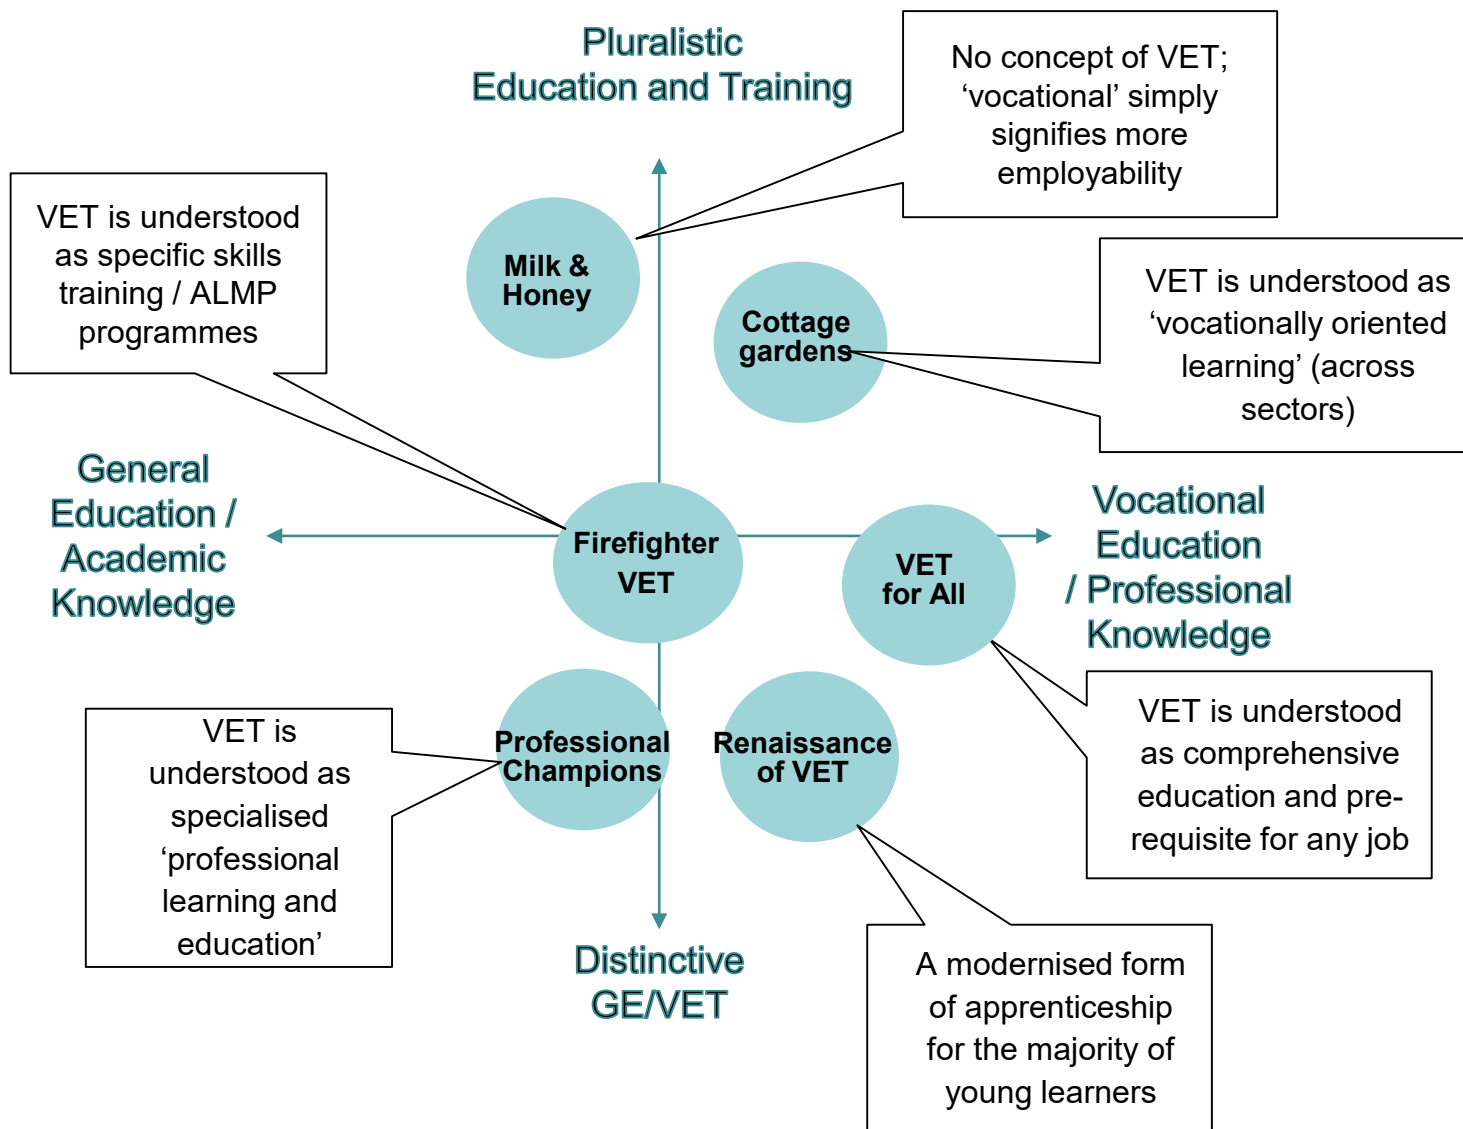 Pluralistic
Education and Training
No concept of VET;
‘vocational’ simply
signifies more
employability
VET is understood
as specific skills
training / ALMP
programmes
Milk &
Honey
Cottage
gardens
VET is understood as
‘vocationally oriented
learning’ (across
sectors)
General
Education /
Academic
Knowledge
Firefighter
VET
VET
for All
Vocational
Education
/ Professional
Knowledge
VET is
understood as
specialised
‘professional
learning and
education’
Professional
Champions
Renaissance
of VET
VET is understood
as comprehensive
education and pre-
requisite for any job
Distinctive
GE/VET
A modernised form
of apprenticeship
for the majority of
young learners